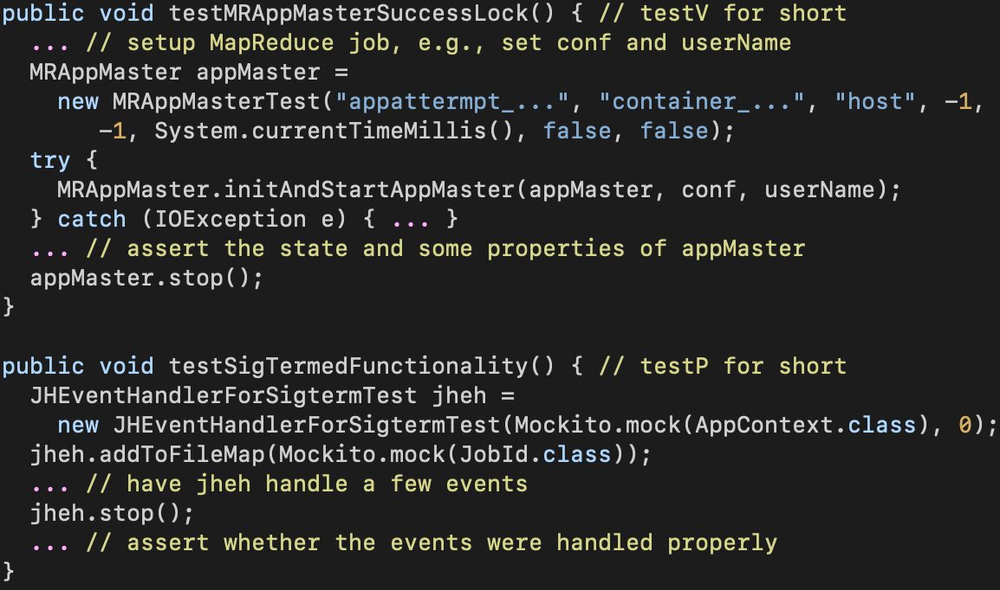 public void testMRAppMasterSuccessLock() { // testV for short
... // setup MapReduce job, e.g., set conf and userName
MRAppMaster appMaster =
new MRAppMasterTest("appattermpt_...", "container_...", "host", -1,
-1, System.currentTimeMillis(), false, false);
try {
MRAppMaster.initAndStartAppMaster(appMaster, conf, userName);
} catch (IOException e) { ... }
... // assert the state and some properties of appMaster
appMaster.stop();
}
public void testSigTermedFunctionality() { // testP for short
JHEventHandlerForSigtermTest jheh =
new JHEventHandlerForSigtermTest(Mockito.mock(AppContext.class), 0);
jheh.addToFileMap(Mockito.mock(JobId.class));
... // have jheh handle a few events
jheh.stop();
... // assert whether the events were handled properly
}